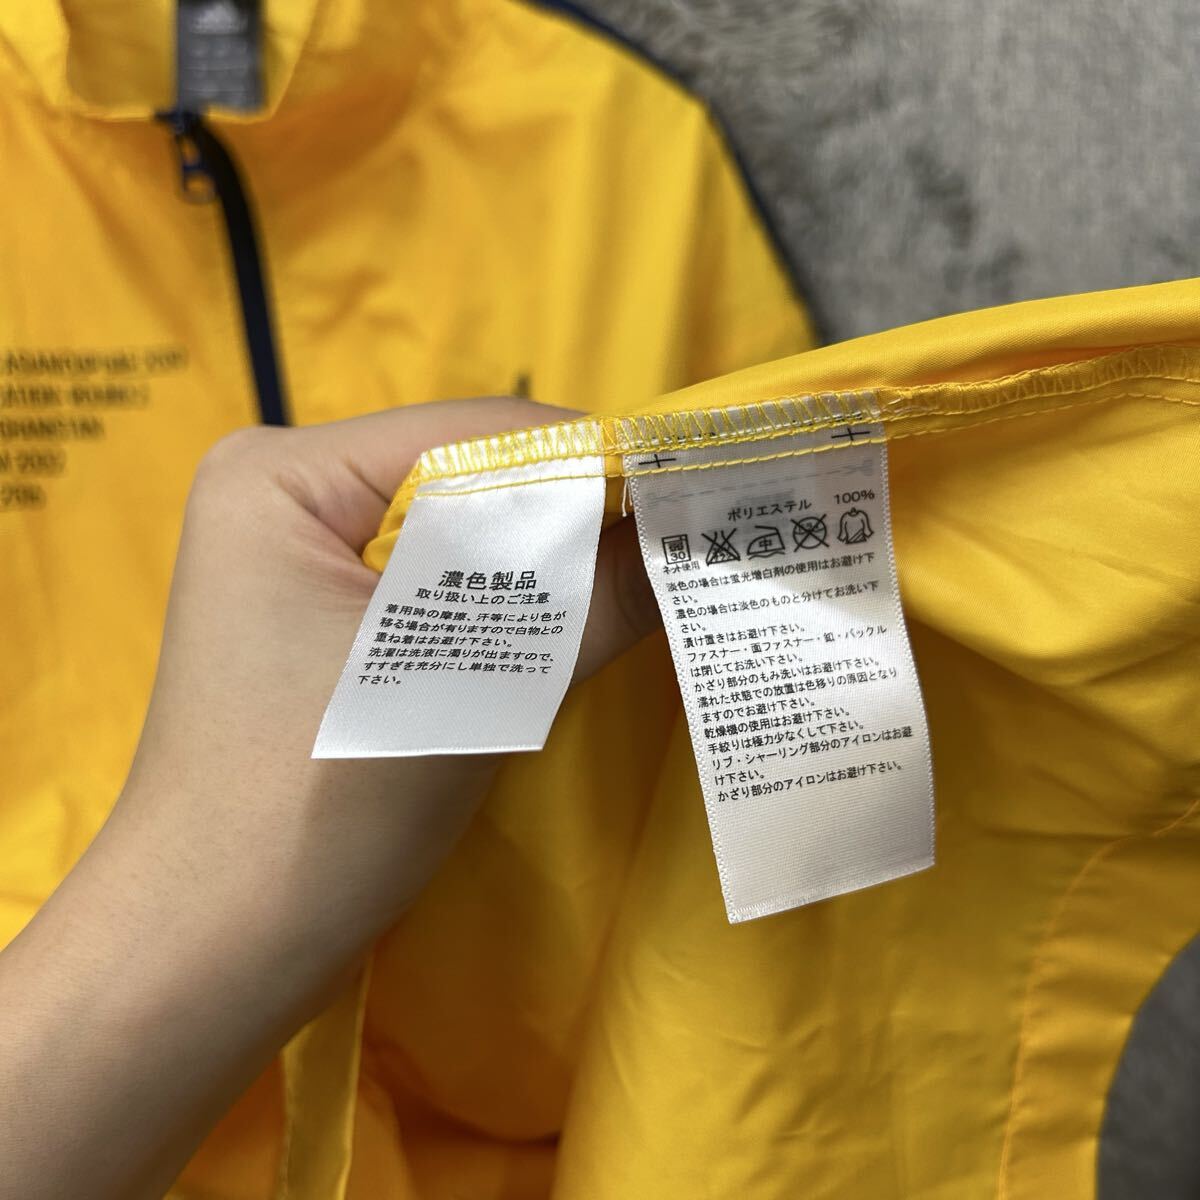 adidas
濃色製品
取り扱い上のご注意
着用時の摩擦、汗等により色が
移る場合が有りますので白物との
重ね着はお避け下さい。
洗濯は洗液に濁りが出ますので、
すすぎを充分にし単独で洗って
下さい。
ポリエステル 100%
30
中
ネット使用
淡色の場合は蛍光増白剤の使用はお避け下
さい。
濃色の場合は淡色のものと分けてお洗い下
さい。
漬け置きはお避け下さい。
ファスナー・面ファスナー・釦・バックル
は閉じてお洗い下さい。
かざり部分のもみ洗いはお避け下さい。
濡れた状態での放置は色移りの原因となり
ますのでお避け下さい。
乾燥機の使用はお避け下さい。
手絞りは極力少なくして下さい。
リブ・シャーリング部分のアイロンはお避
け下さい。
かざり部分のアイロンはお避け下さい。